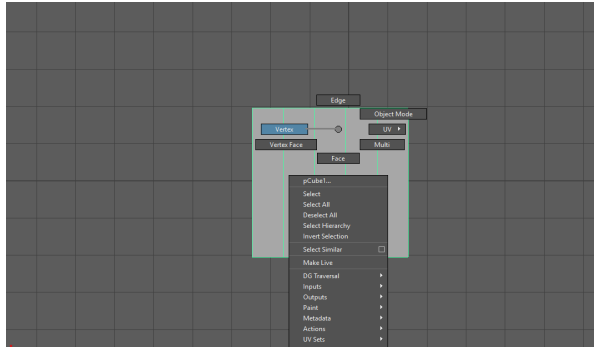 Edge
Object Mode
Vertex
UV
Vertex Face
Multi
Face
pCube1...
Select
Select All
Deselect All
Select Hierarchy
Invert Selection
Select Similar
Make Live
DG Traversal
Inputs
Outputs
Paint
Metadata
Actions
UV Sets